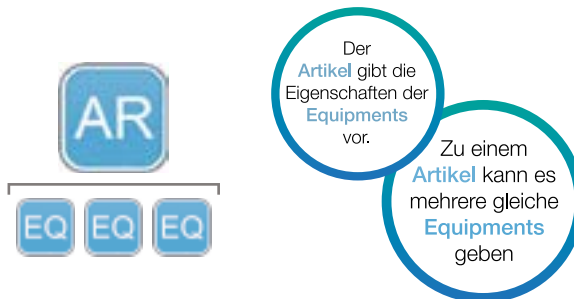 AR
EQ EQ EQ
Der
Artikel gibt die
Eigenschaften der
Equipments
vor.
Zu einem
Artikel kann es
mehrere gleiche
Equipments
geben